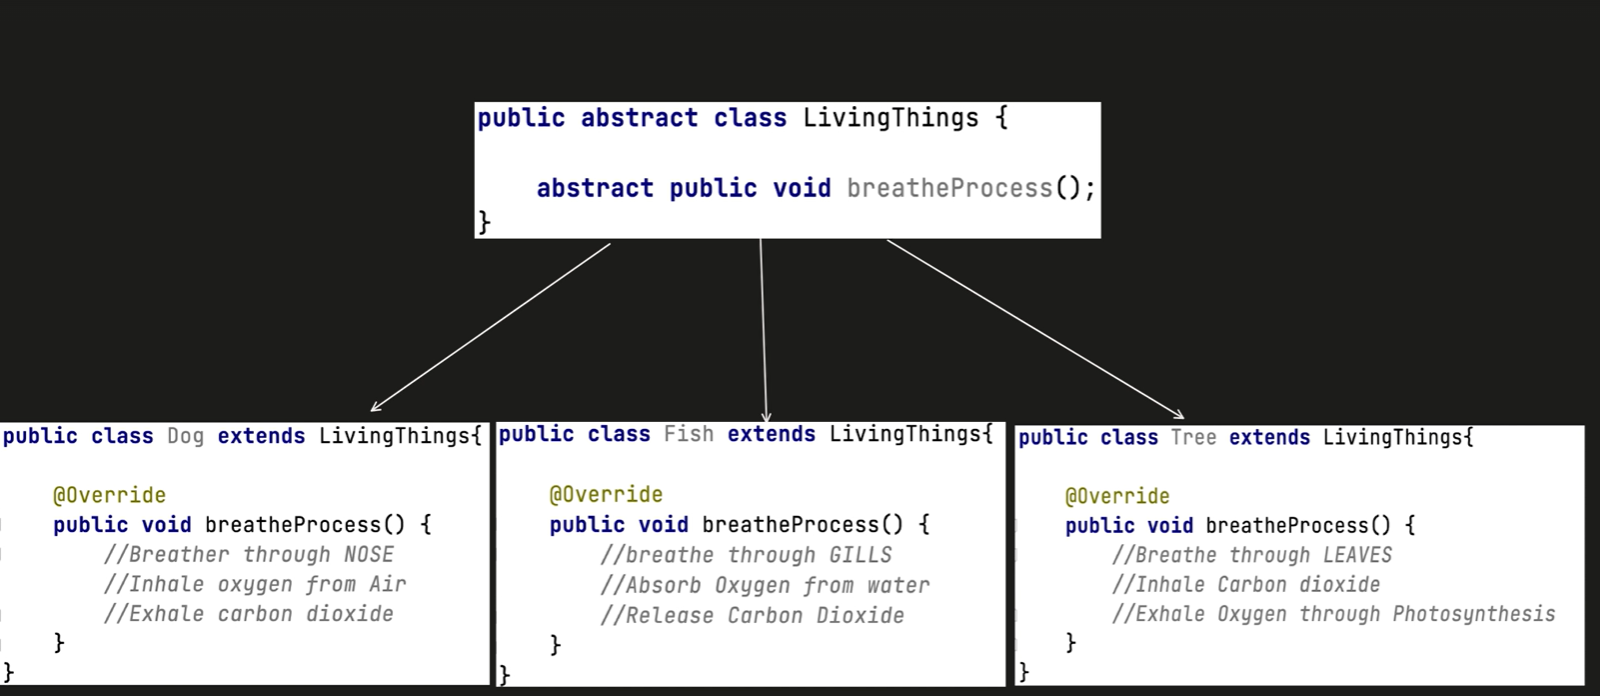 public abstract class LivingThings {
abstract public void breatheProcess();
}
public class Dog extends LivingThings{
@Override
public void breatheProcess() {
//Breather through NOSE
//Inhale oxygen from Air
//Exhale carbon dioxide
}
}
public class Fish extends LivingThings{
@Override
public void breatheProcess() {
//breathe through GILLS
//Absorb Oxygen from water
//Release Carbon Dioxide
}
}
public class Tree extends LivingThings{
@Override
public void breatheProcess() {
//Breathe through LEAVES
//Inhale Carbon dioxide
//Exhale Oxygen through Photosynthesis
}
}